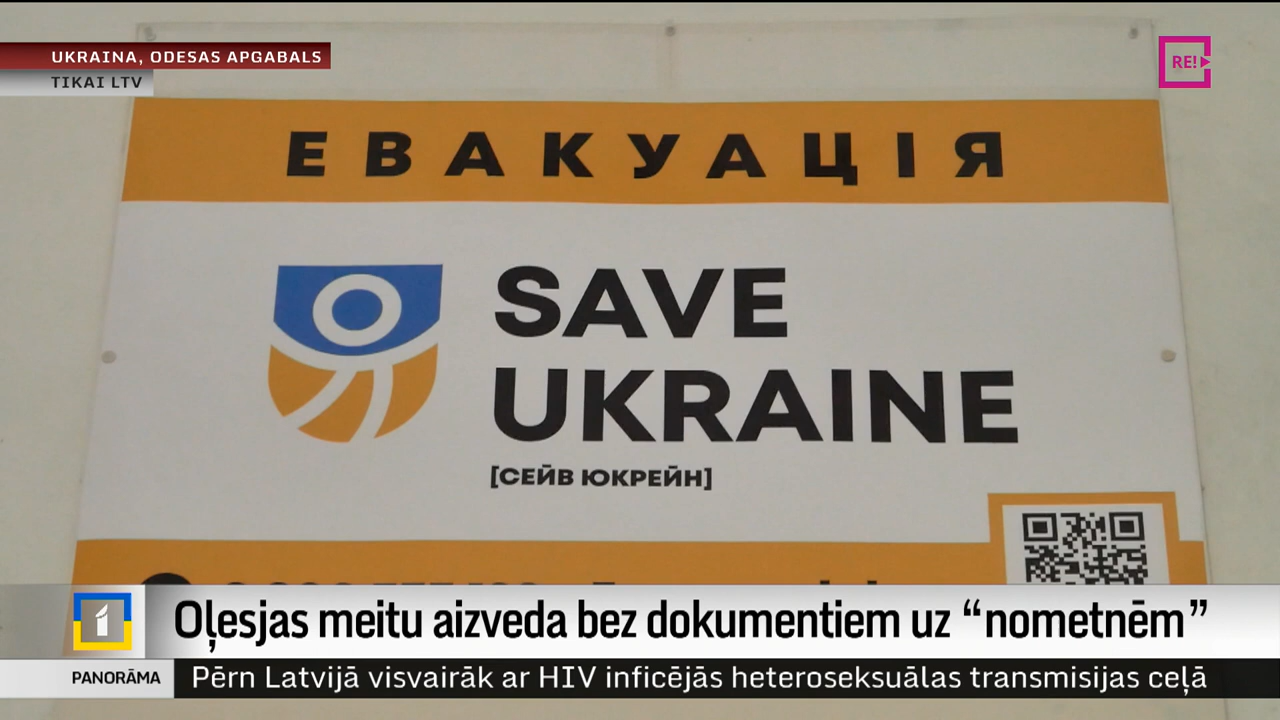 UKRAINA, ODESAS APGABALS
TIKAI LTV
RE!
ЕВАКУАЦІЯ
SAVE
UKRAINE
[СЕЙВ ЮКРЕЙН]
1
Oļesjas meitu aizveda bez dokumentiem uz “nometnēm”
PANORĀMA
Pērn Latvijā visvairāk ar HIV inficējās heteroseksuālas transmisijas ceļā